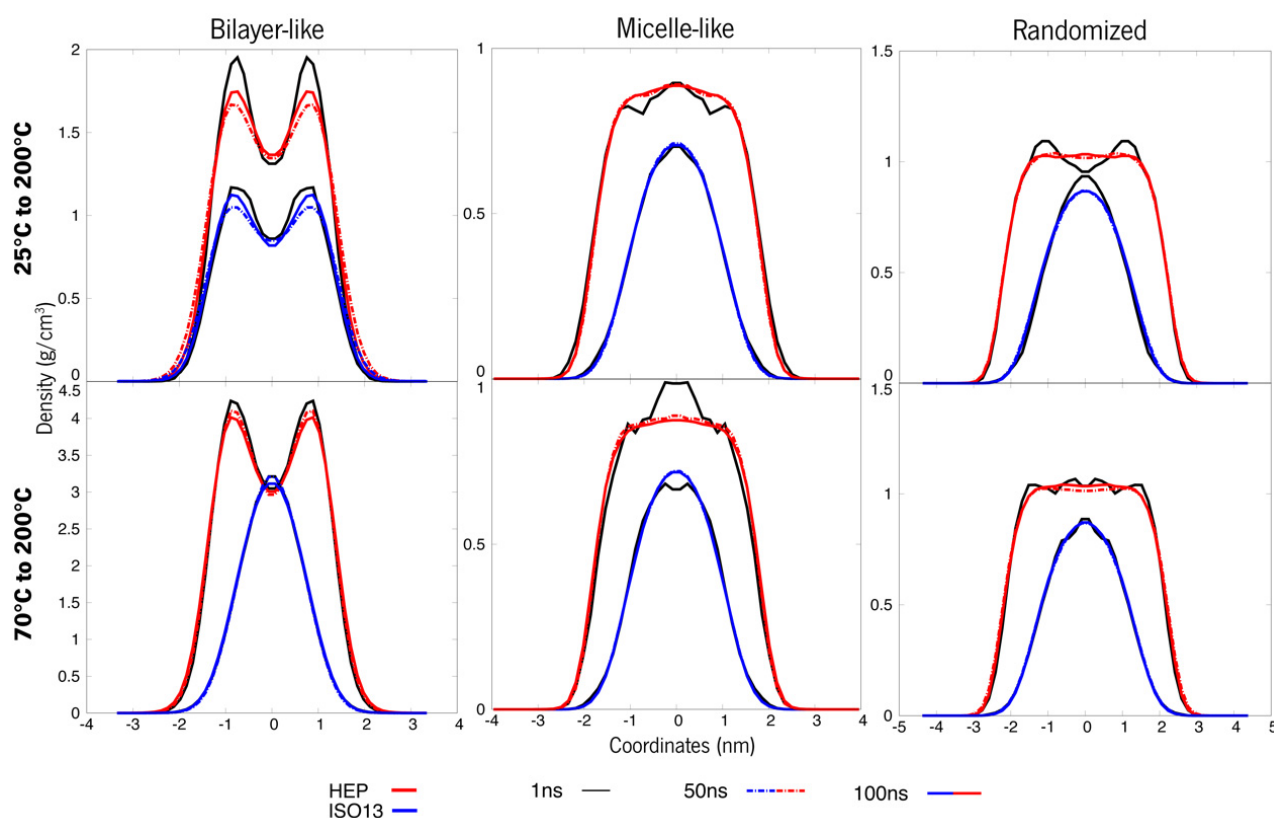 Bilayer-like Micelle-like Randomized
25°C to 200°C
70°C to 200°C
Density (g/cm³)
2
1.5
1
0.5
0
1
0.5
0
1.5
1
0.5
0
4.5
4
3.5
3
2.5
2
1.5
1
0.5
0
1
0.5
0
1.5
1
0.5
0
-4 -3 -2 -1 0 1 2 3 4
-4 -3 -2 -1 0 1 2 3 4
-5 -4 -3 -2 -1 0 1 2 3 4 5
Coordinates (nm)
HEP 1ns 50ns 100ns
ISO13